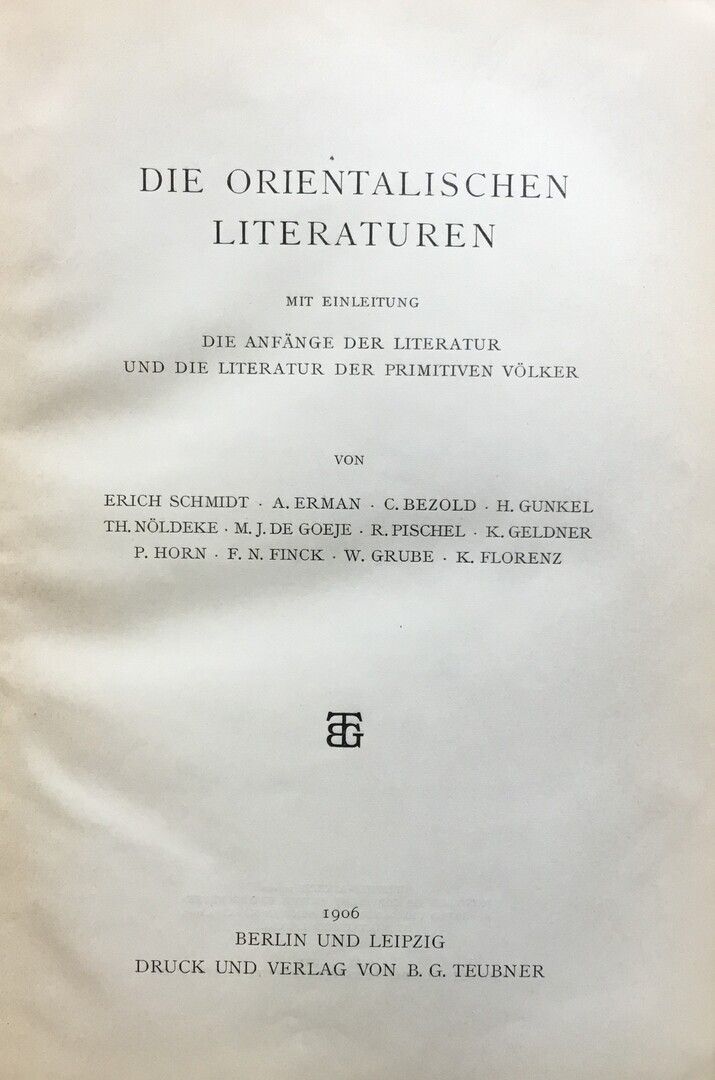 DIE ORIENTALISCHEN
LITERATUREN
MIT EINLEITUNG
DIE ANFÄNGE DER LITERATUR
UND DIE LITERATUR DER PRIMITIVEN VÖLKER
VON
ERICH SCHMIDT · A. ERMAN · C. BEZOLD · H. GUNKEL
TH. NÖLDEKE · M. J. DE GOEJE · R. PISCHEL · K. GELDNER
P. HORN · F. N. FINCK · W. GRUBE · K. FLORENZ
BTG
1906
BERLIN UND LEIPZIG
DRUCK UND VERLAG VON B. G. TEUBNER